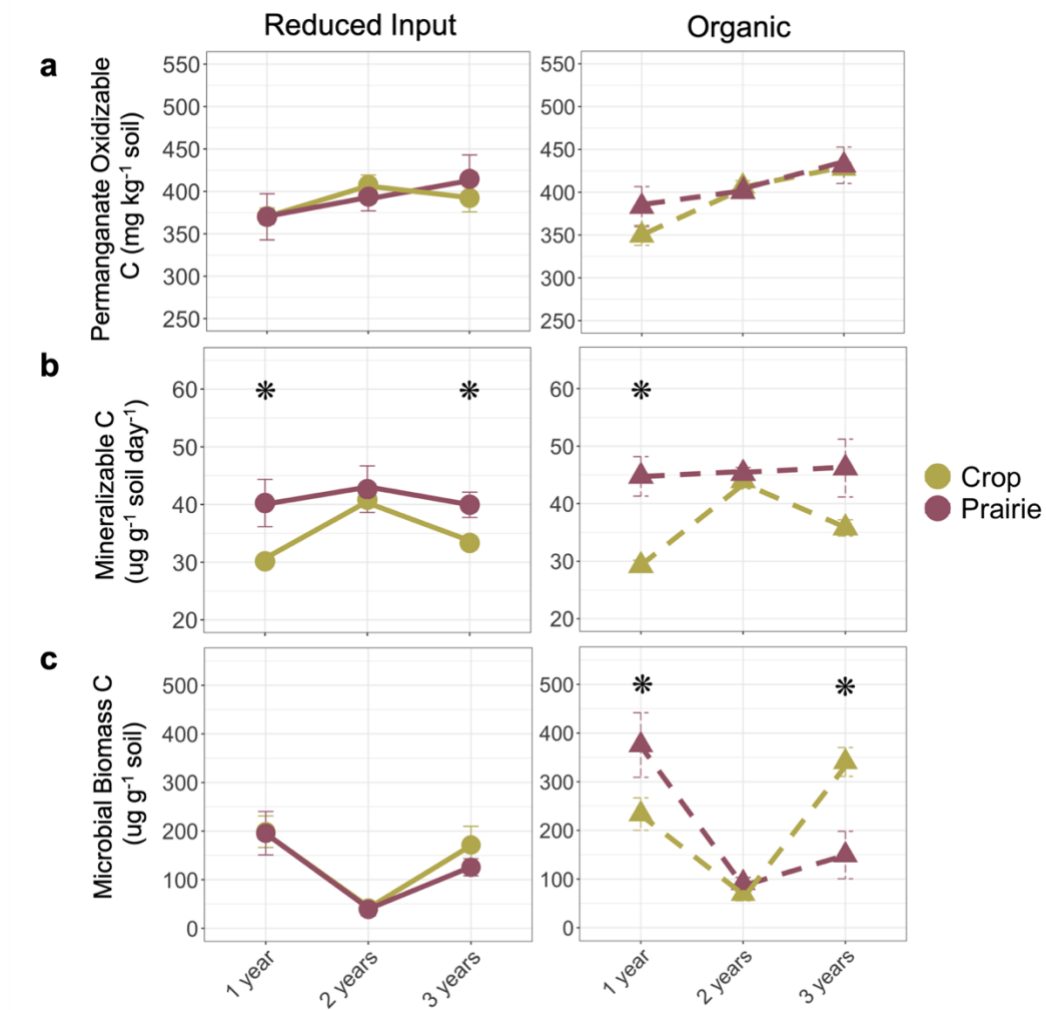 Reduced Input
Organic
a
Permanganate Oxidizable
C (mg kg⁻¹ soil)
550
500
450
400
350
300
250
550
500
450
400
350
300
250
b
Mineralizable C
(ug g⁻¹ soil day⁻¹)
60
50
40
30
20
*
*
60
50
40
30
20
*
Crop
Prairie
c
Microbial Biomass C
(ug g⁻¹ soil)
500
400
300
200
100
0
500
400
300
200
100
0
*
*
1 year
2 years
3 years
1 year
2 years
3 years